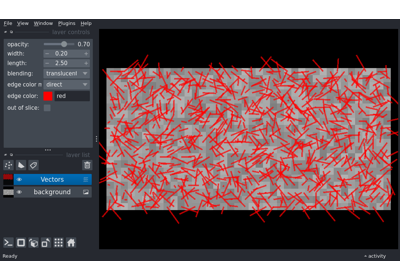 File View Window Plugins Help
layer controls
opacity: 0.70
width: 0.20
length: 2.50
blending: translucent
edge color m direct
edge color: red
out of slice:
layer list
Vectors
background
Ready
activity